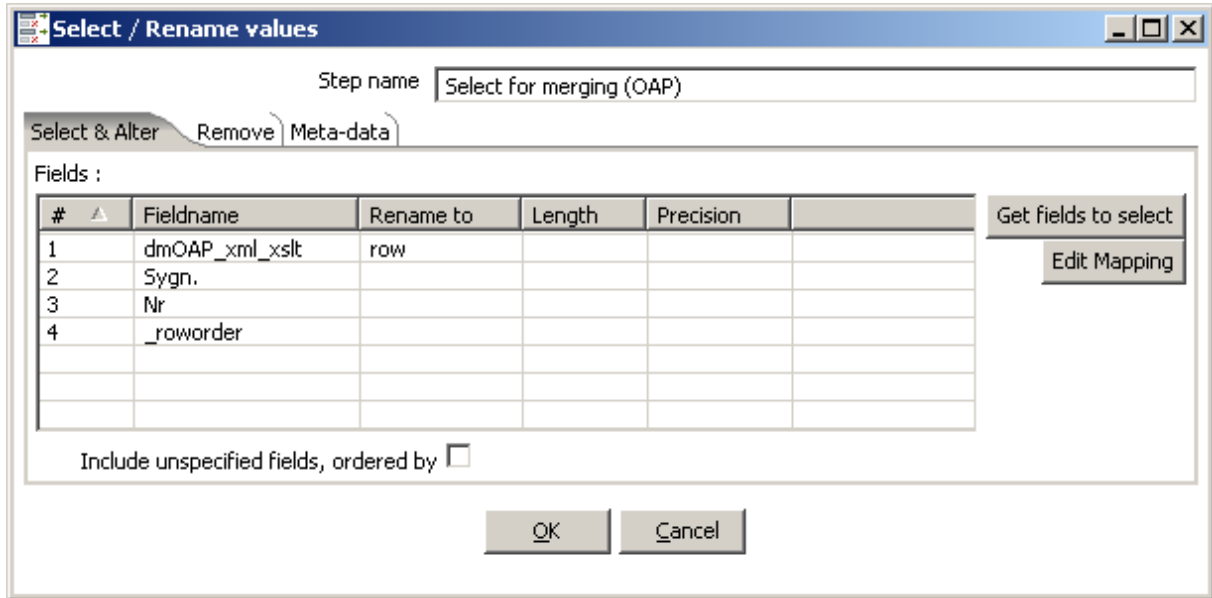 Select / Rename values
Step name Select for merging (OAP)
Select & Alter Remove Meta-data
Fields :
# Fieldname Rename to Length Precision Get fields to select
1 dmOAP_xml_xslt row Edit Mapping
2 Sygn.
3 Nr
4 _roworder
Include unspecified fields, ordered by
OK Cancel